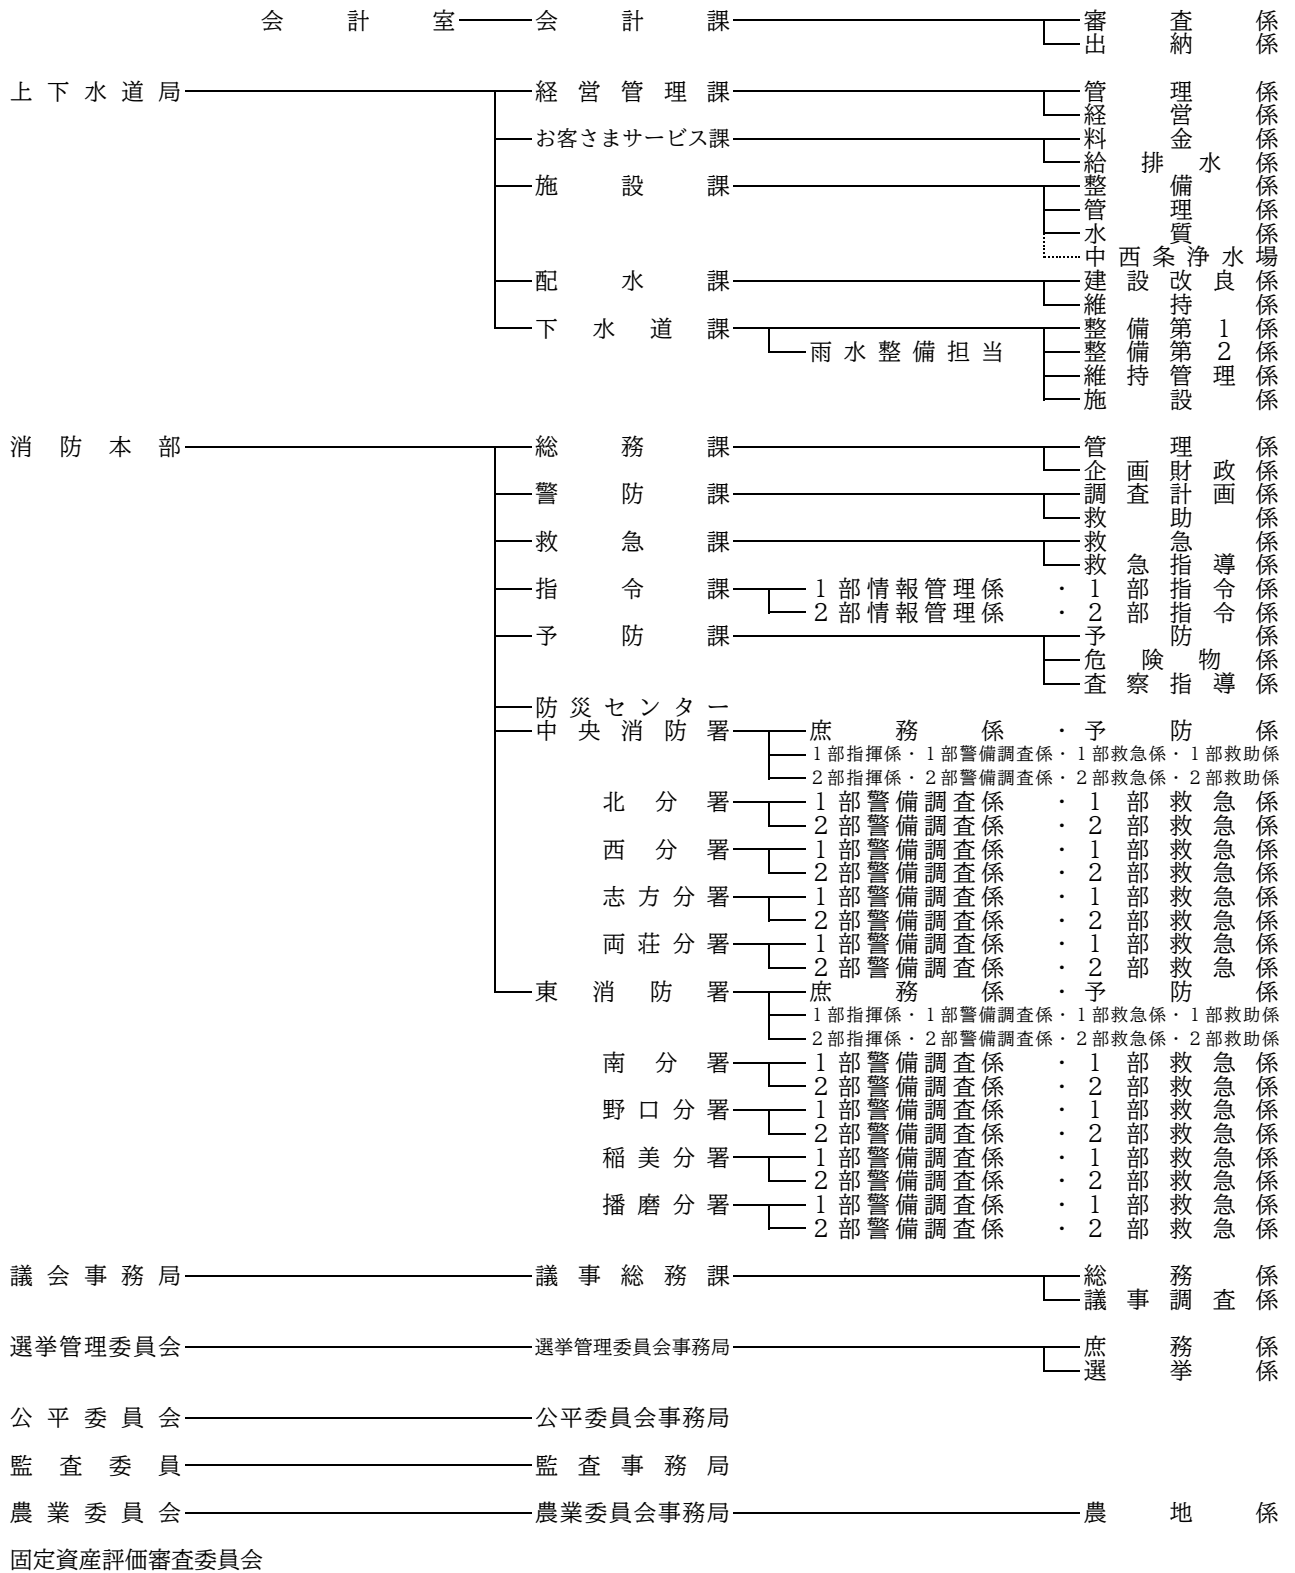 会計室 会計課 審査係
出納係
上下水道局 経営管理課 管理係
経営係
お客さまサービス課 料金係
給排水係
施設課 整備係
管理係
水質係
中西条浄水場
配水課 建設改良係
維持係
下水道課 整備第１係
雨水整備担当 整備第２係
維持管理係
施設係
消防本部 総務課 管理係
企画財政係
警防課 調査計画係
救助係
救急課 救急係
救急指導係
指令課 １部情報管理係・１部指令係
２部情報管理係・２部指令係
予防課 予防係
危険物係
査察指導係
防災センター
中央消防署 庶務係・予防係
１部指揮係・１部警備調査係・１部救急係・１部救助係
２部指揮係・２部警備調査係・２部救急係・２部救助係
北分署 １部警備調査係・１部救急係
２部警備調査係・２部救急係
西分署 １部警備調査係・１部救急係
２部警備調査係・２部救急係
志方分署 １部警備調査係・１部救急係
２部警備調査係・２部救急係
両荘分署 １部警備調査係・１部救急係
２部警備調査係・２部救急係
東消防署 庶務係・予防係
１部指揮係・１部警備調査係・１部救急係・１部救助係
２部指揮係・２部警備調査係・２部救急係・２部救助係
南分署 １部警備調査係・１部救急係
２部警備調査係・２部救急係
野口分署 １部警備調査係・１部救急係
２部警備調査係・２部救急係
稲美分署 １部警備調査係・１部救急係
２部警備調査係・２部救急係
播磨分署 １部警備調査係・１部救急係
２部警備調査係・２部救急係
議会事務局 議事総務課 総務係
議事調査係
選挙管理委員会 選挙管理委員会事務局 庶務係
選挙係
公平委員会 公平委員会事務局
監査委員 監査事務局
農業委員会 農業委員会事務局 農地係
固定資産評価審査委員会